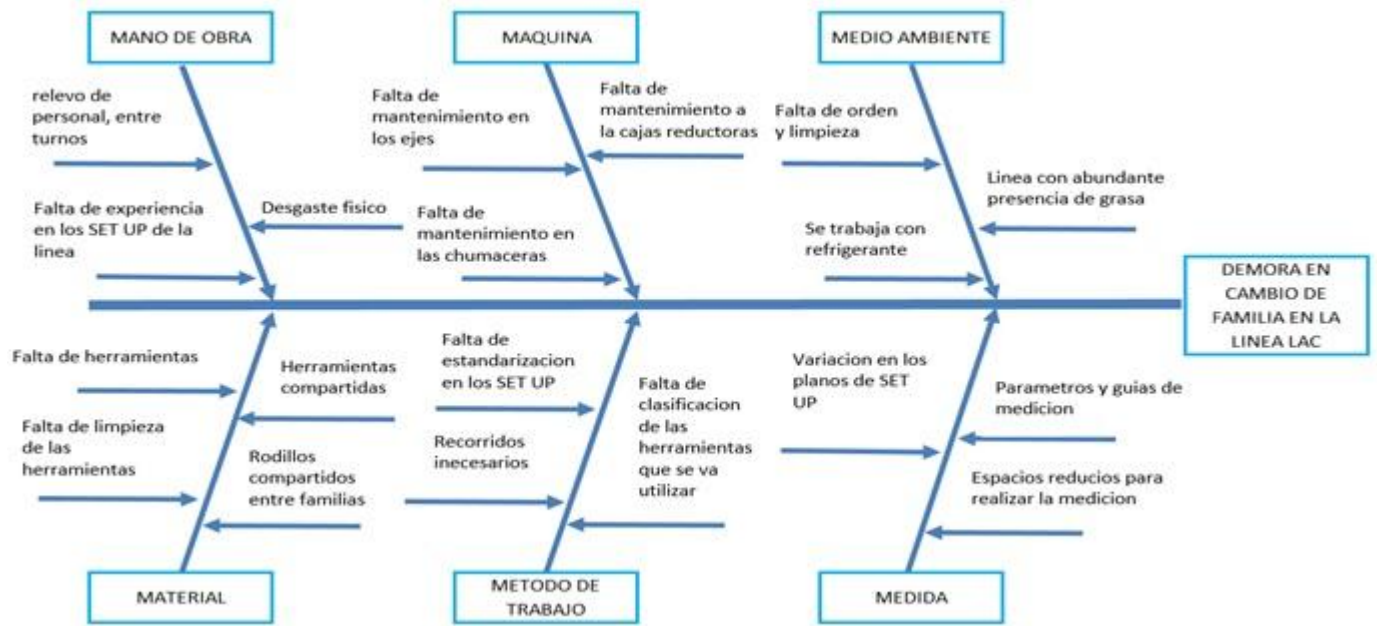 MANO DE OBRA
MAQUINA
MEDIO AMBIENTE
relevo de
personal, entre
turnos
Falta de experiencia
en los SET UP de la
linea
Desgaste fisico
Falta de
mantenimiento en
los ejes
Falta de
mantenimiento a
la cajas reductoras
Falta de
mantenimiento en
las chumaceras
Falta de orden
y limpieza
Linea con abundante
presencia de grasa
Se trabaja con
refrigerante
DEMORA EN
CAMBIO DE
FAMILIA EN LA
LINEA LAC
Falta de herramientas
Herramientas
compartidas
Falta de limpieza
de las
herramientas
Rodillos
compartidos
entre familias
Falta de
estandarizacion
en los SET UP
Recorridos
inecesarios
Falta de
clasificacion
de las
herramientas
que se va
utilizar
Variacion en los
planos de SET
UP
Parametros y guias de
medicion
Espacios reducios para
realizar la medicion
MATERIAL
METODO DE
TRABAJO
MEDIDA